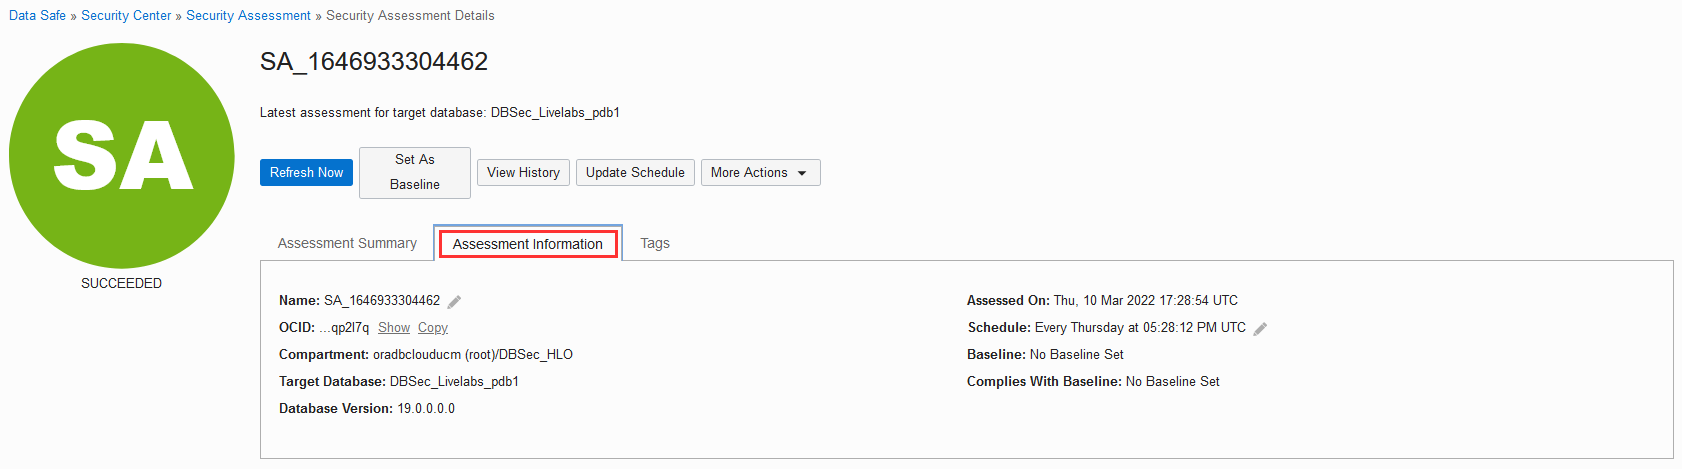 Data Safe » Security Center » Security Assessment » Security Assessment Details
SA
SUCCEEDED
SA_1646933304462
Latest assessment for target database: DBSec_Livelabs_pdb1
Refresh Now
Set As
Baseline
View History
Update Schedule
More Actions
Assessment Summary
Assessment Information
Tags
Name: SA_1646933304462
OCID: ...qp2l7q Show Copy
Compartment: oradbclouducm (root)/DBSec_HLO
Target Database: DBSec_Livelabs_pdb1
Database Version: 19.0.0.0.0
Assessed On: Thu, 10 Mar 2022 17:28:54 UTC
Schedule: Every Thursday at 05:28:12 PM UTC
Baseline: No Baseline Set
Complies With Baseline: No Baseline Set